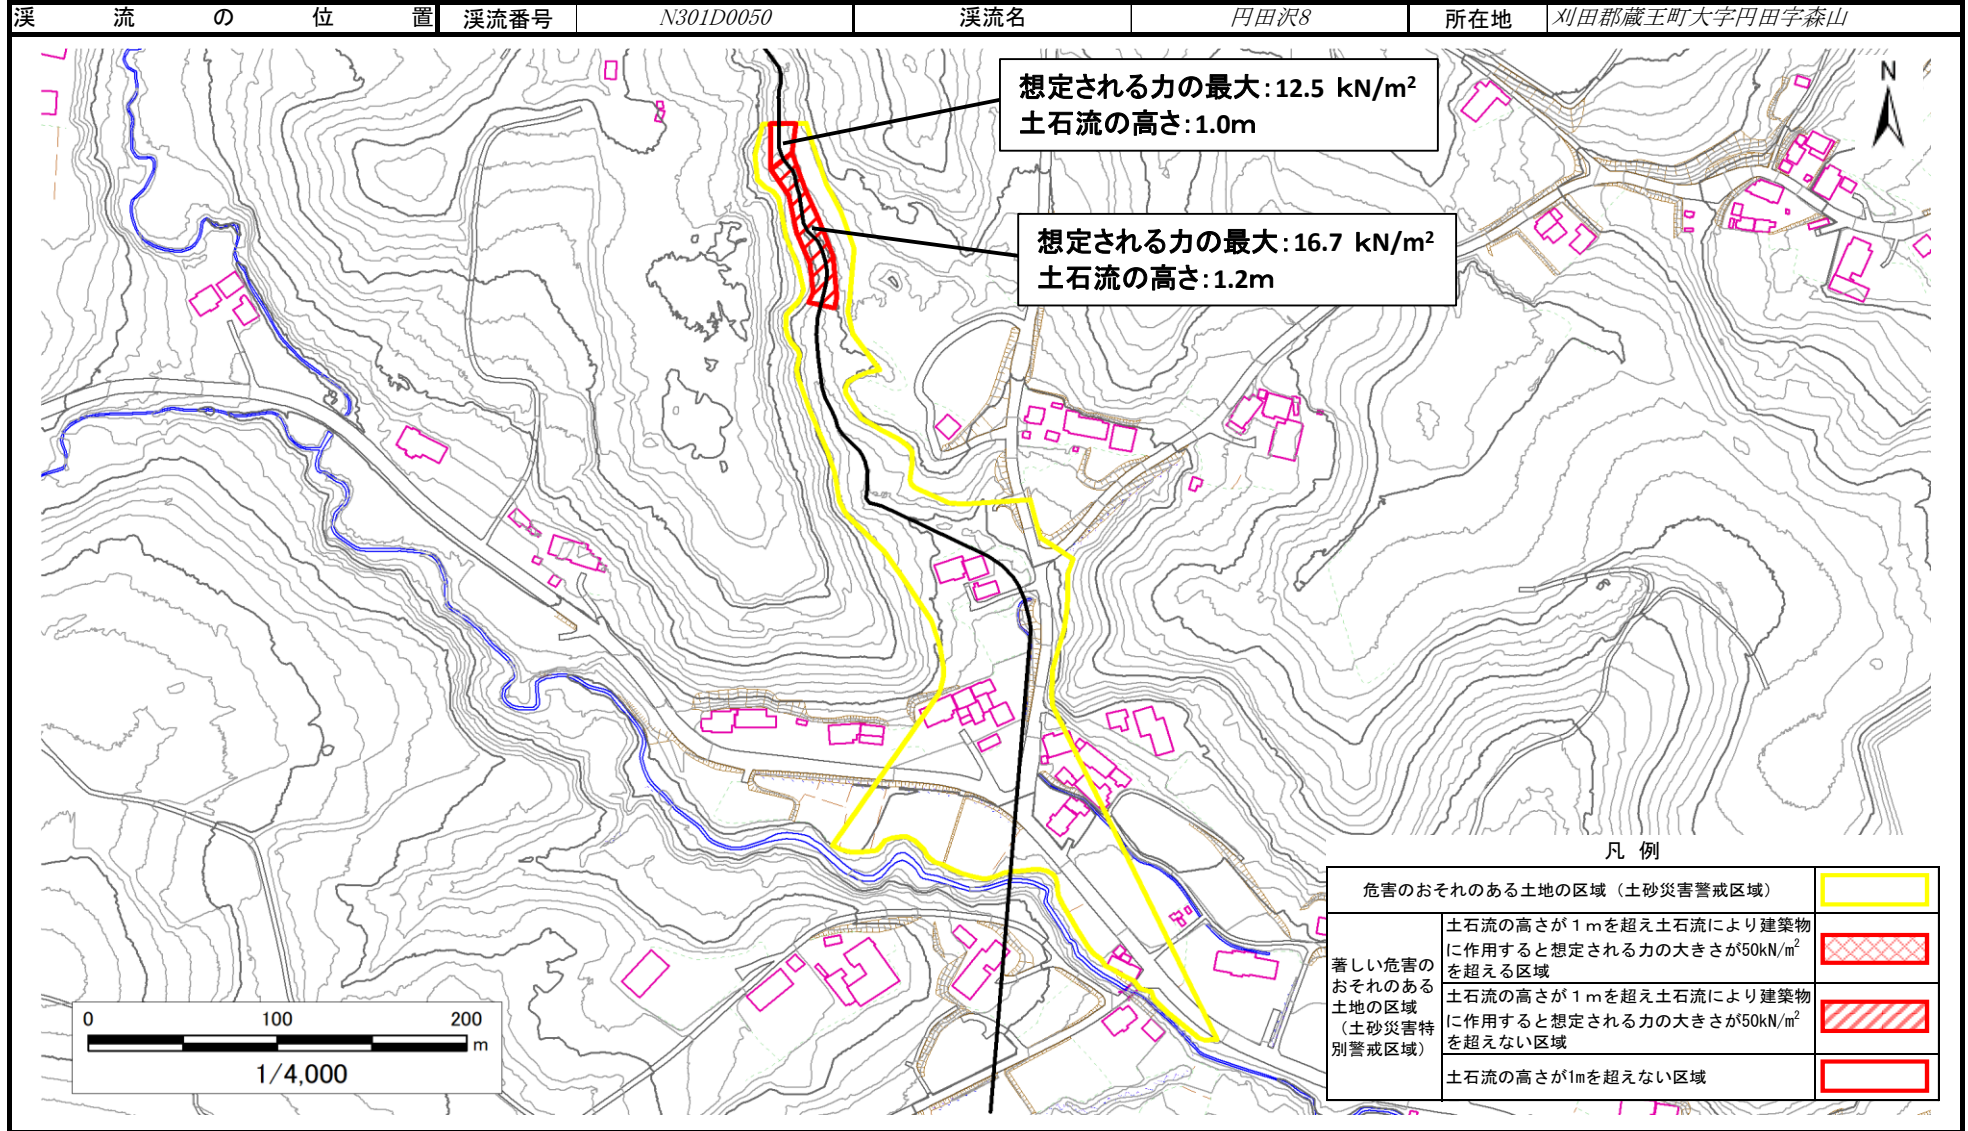 渓流の位置 渓流番号 N301D0050 渓流名 円田沢8 所在地 刈田郡蔵王町大字円田字森山
想定される力の最大：12.5 kN/m²
土石流の高さ：1.0m
N
想定される力の最大：16.7 kN/m²
土石流の高さ：1.2m
凡 例
危害のおそれのある土地の区域（土砂災害警戒区域）
著しい危害の
おそれのある
土地の区域
（土砂災害特
別警戒区域）
土石流の高さが１ｍを超え土石流により建築物
に作用すると想定される力の大きさが50kN/㎡
を超える区域
土石流の高さが１ｍを超え土石流により建築物
に作用すると想定される力の大きさが50kN/㎡
を超えない区域
土石流の高さが1mを超えない区域
0 100 200
m
1/4,000